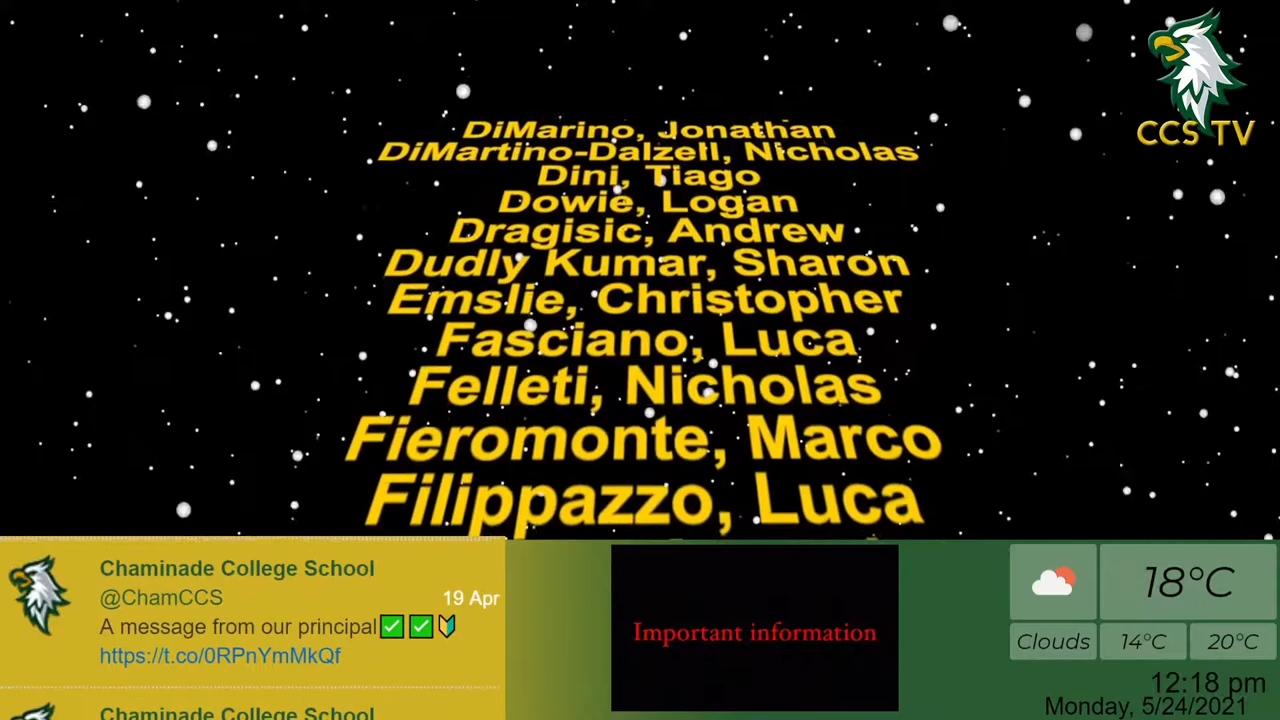 CCS TV
DiMarino, Jonathan
DiMartino-Dalzell, Nicholas
Dini, Tiago
Dowie, Logan
Dragisic, Andrew
Dudly Kumar, Sharon
Emslie, Christopher
Fasciano, Luca
Felleti, Nicholas
Fieromonte, Marco
Filippazzo, Luca
Chaminade College School
@ChamCCS
19 Apr
A message from our principal✅✅🔰
https://t.co/0RPnYmMkQf
Chaminade College School
Important information
18°C
Clouds
14°C
20°C
12:18 pm
Monday, 5/24/2021